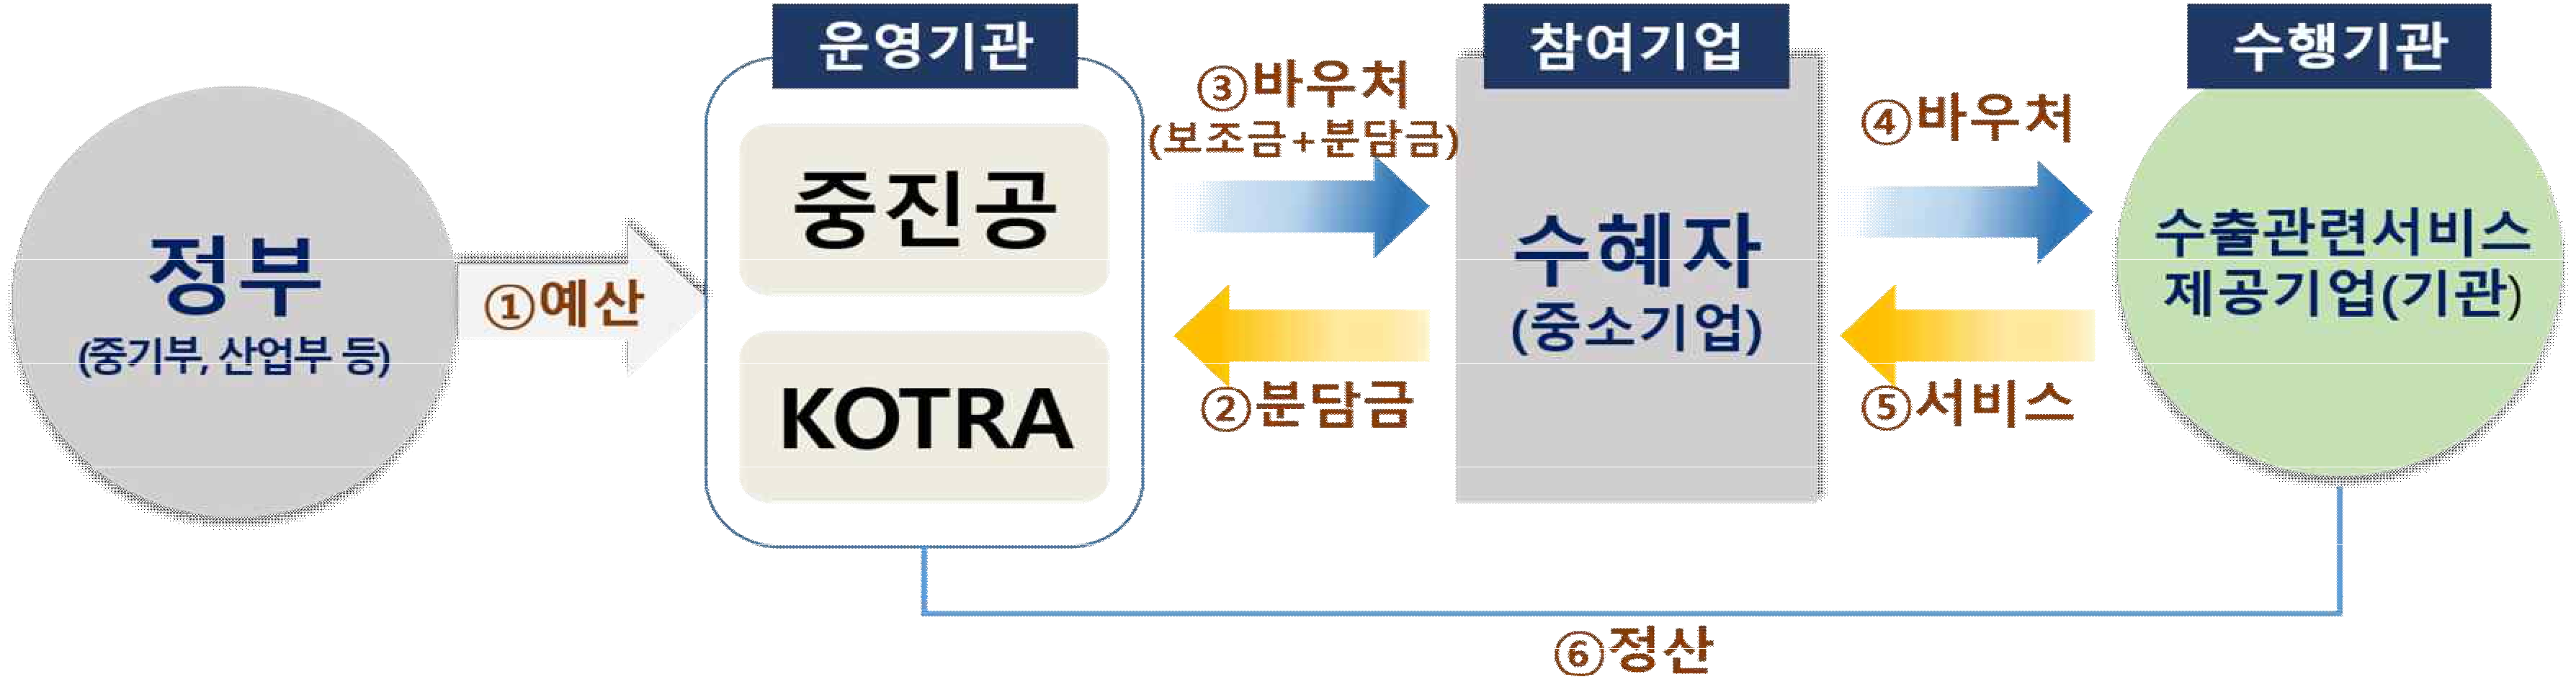 정부
(중기부, 산업부 등)
①예산
운영기관
중진공
KOTRA
③바우처
(보조금+분담금)
②분담금
참여기업
수혜자
(중소기업)
④바우처
⑤서비스
수행기관
수출관련서비스
제공기업(기관)
⑥정산